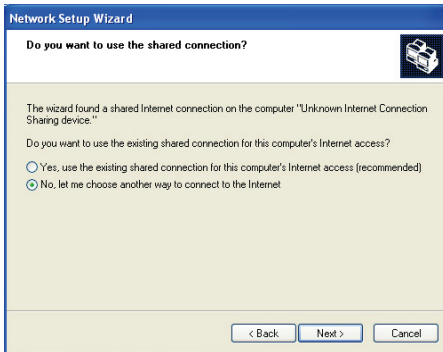 Network Setup Wizard
Do you want to use the shared connection?
The wizard found a shared Internet connection on the computer "Unknown Internet Connection
Sharing device."
Do you want to use the existing shared connection for this computer's Internet access?
Yes, use the existing shared connection for this computer's Internet access (recommended)
No, let me choose another way to connect to the Internet
< Back
Next >
Cancel